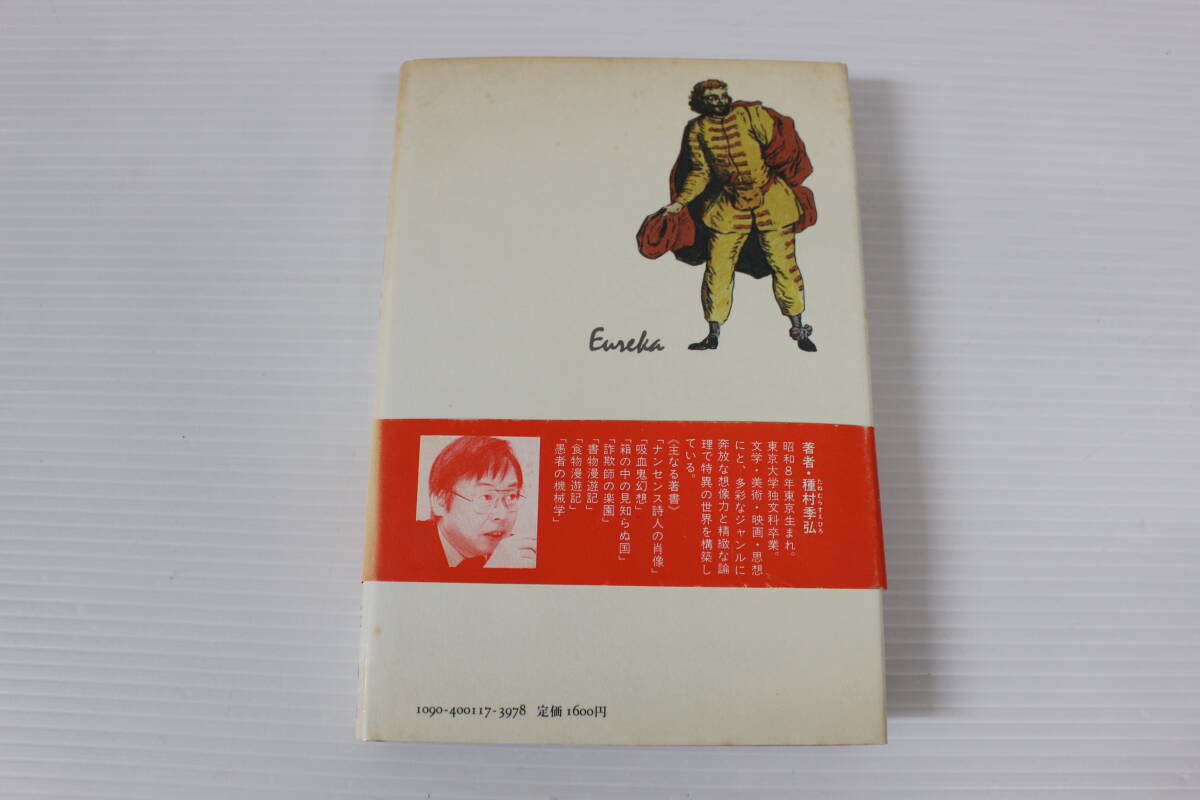 Eureka
著者・種村季弘
たねむらすえひろ
昭和8年東京生まれ。
東京大学独文科卒業。
文学・美術・映画・思想
にと、多彩なジャンルに
奔放な想像力と精緻な論
理で特異の世界を構築し
ている。
《主なる著書》
「ナンセンス詩人の肖像」
「吸血鬼幻想」
「箱の中の見知らぬ国」
「詐欺師の楽園」
「書物漫遊記」
「食物漫遊記」
「愚者の機械学」
1090-400117-3978 定価 1600円